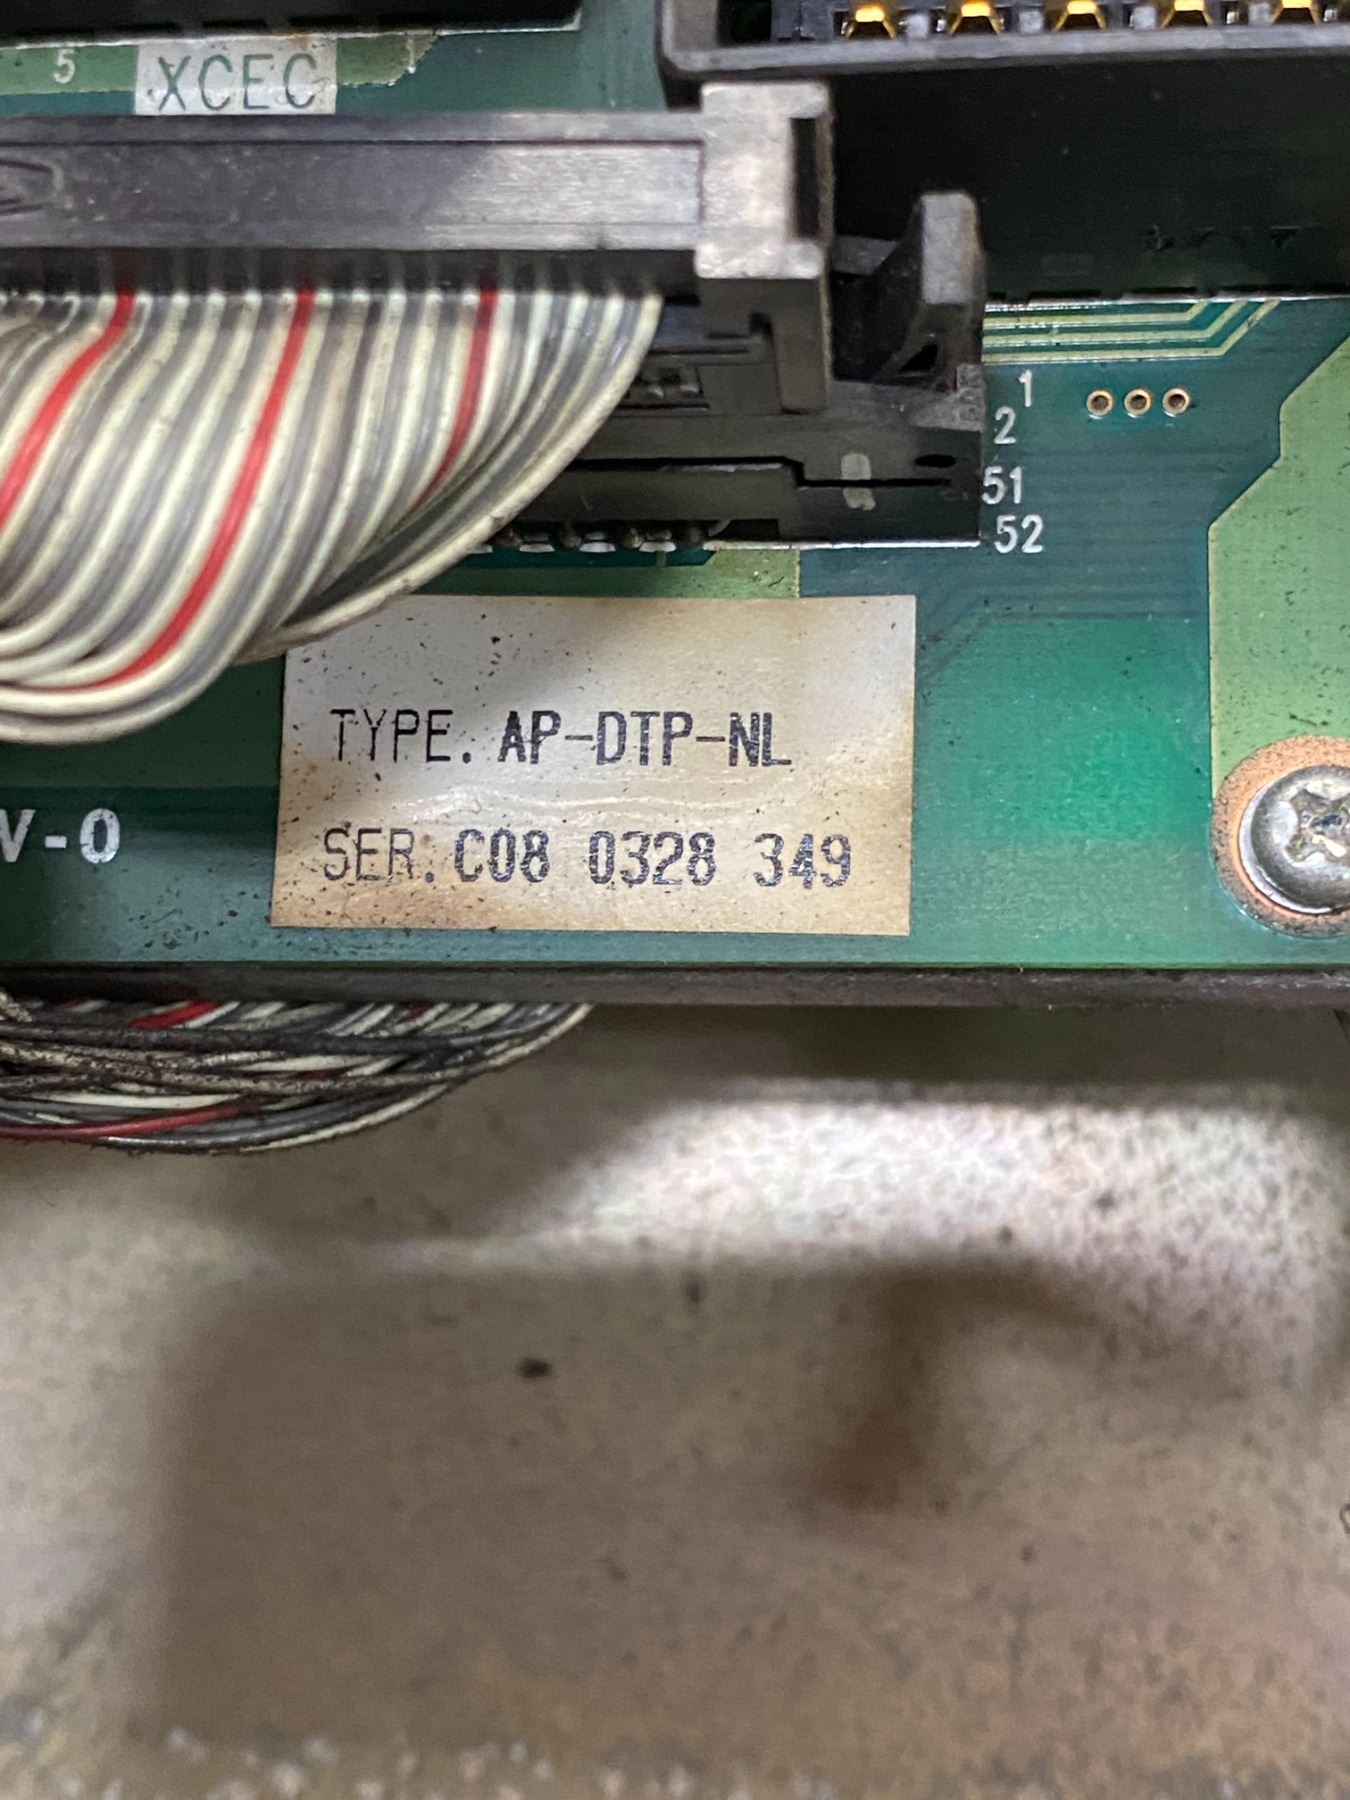 5
XCEC
1
2
51
52
TYPE. AP-DTP-NL
V-0
SER. C08 0328 349